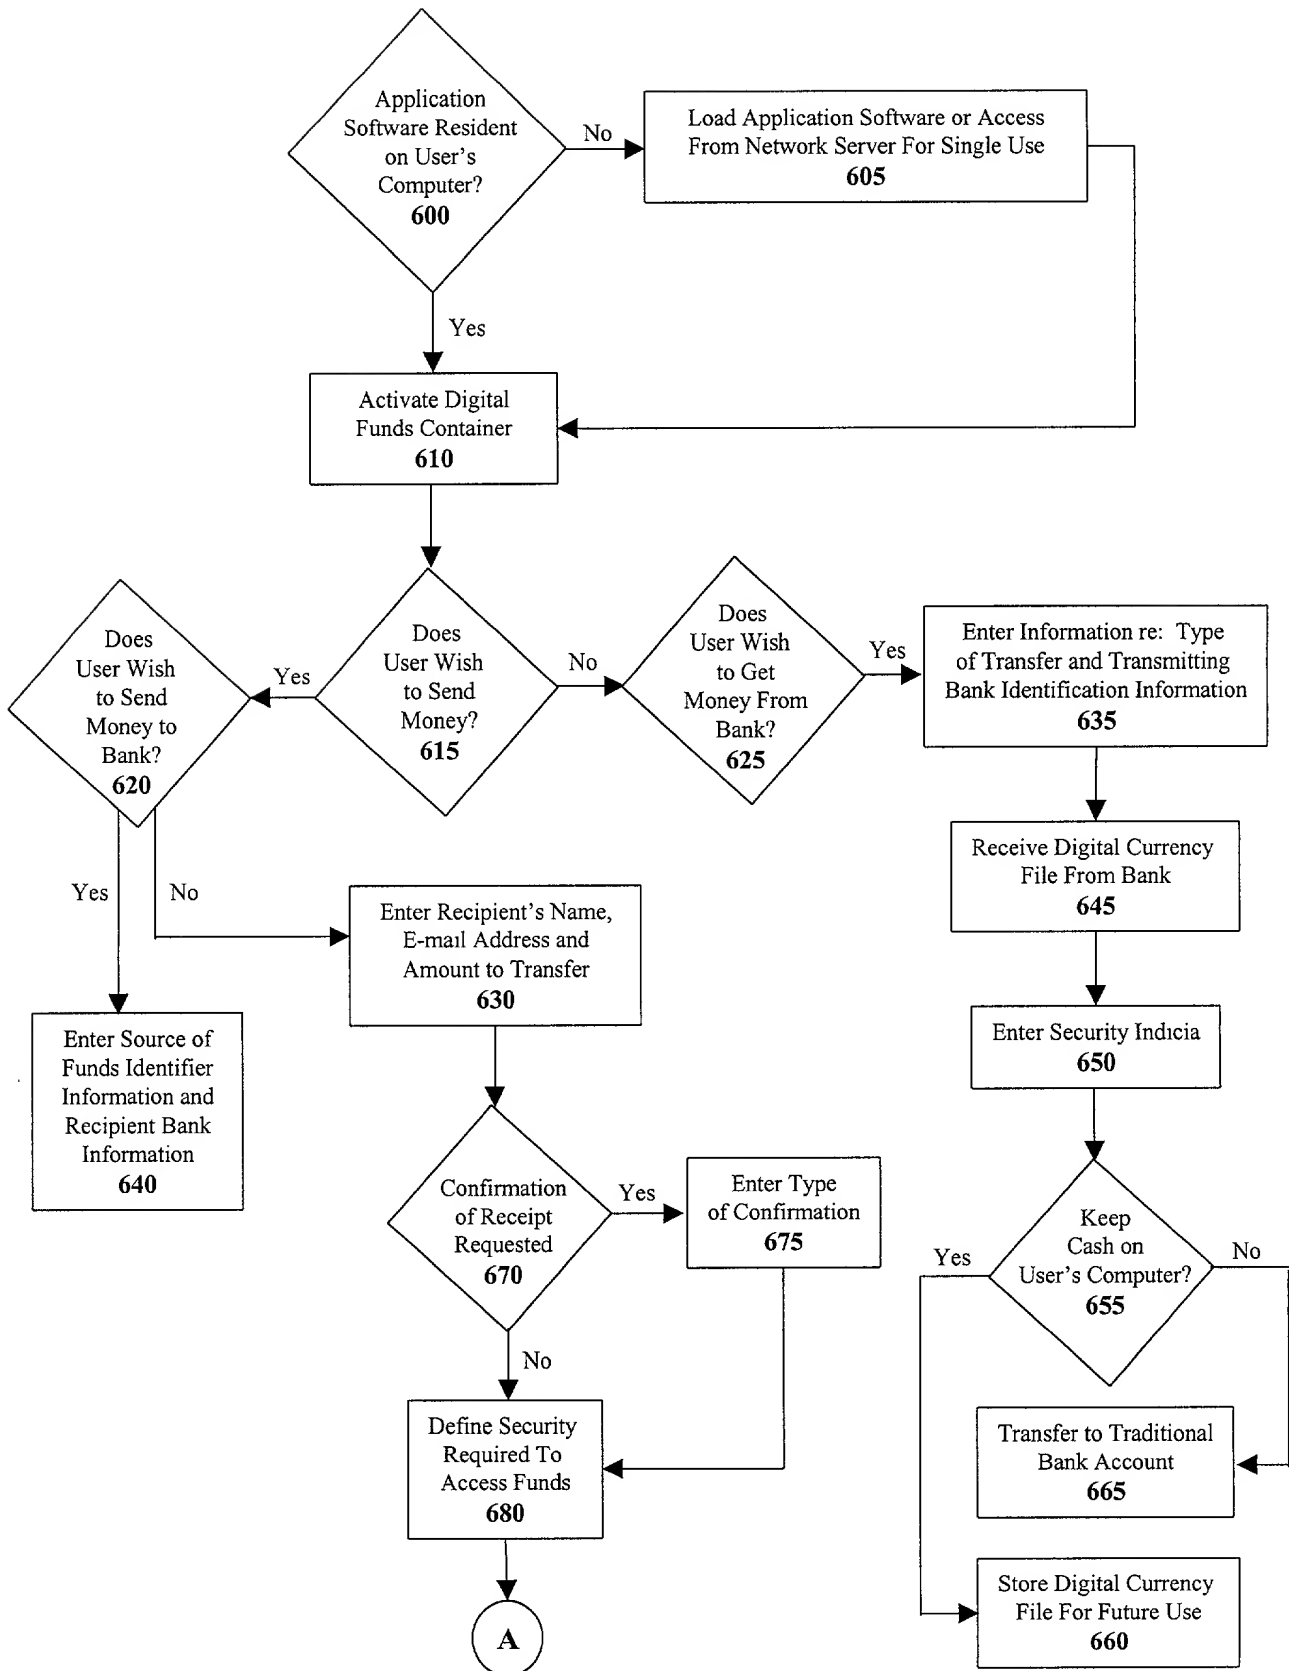 Application
Software Resident
on User's
Computer?
600
No
Load Application Software or Access
From Network Server For Single Use
605
Yes
Activate Digital
Funds Container
610
Does
User Wish
to Send
Money to
Bank?
620
Yes
Does
User Wish
to Send
Money?
615
No
Does
User Wish
to Get
Money From
Bank?
625
Yes
Enter Information re: Type
of Transfer and Transmitting
Bank Identification Information
635
Receive Digital Currency
File From Bank
645
Yes
No
Enter Recipient's Name,
E-mail Address and
Amount to Transfer
630
Enter Source of
Funds Identifier
Information and
Recipient Bank
Information
640
Enter Security Indicia
650
Confirmation
of Receipt
Requested
670
Yes
Enter Type
of Confirmation
675
Yes
Keep
Cash on
User's Computer?
655
No
No
Define Security
Required To
Access Funds
680
Transfer to Traditional
Bank Account
665
Store Digital Currency
File For Future Use
660
A